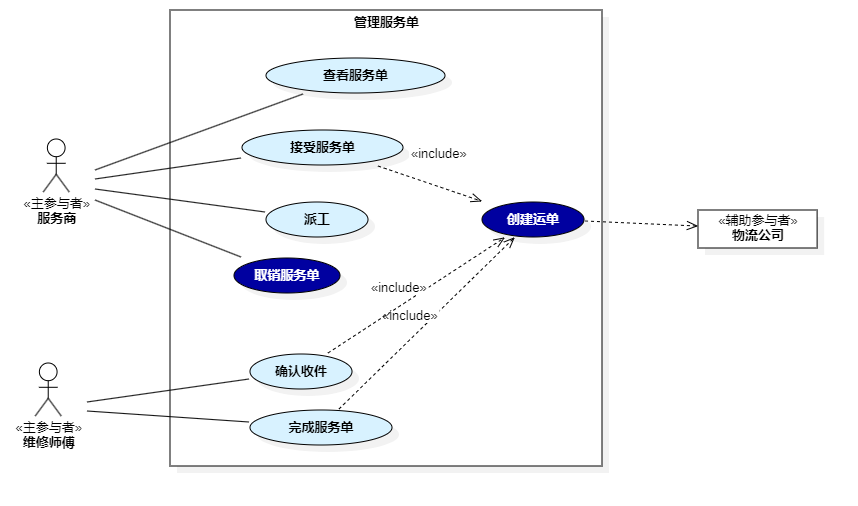 管理服务单
查看服务单
接受服务单
«include»
«主参与者»
服务商
派工
创建运单
«辅助参与者»
物流公司
取销服务单
«include»
«include»
确认收件
«主参与者»
维修师傅
完成服务单